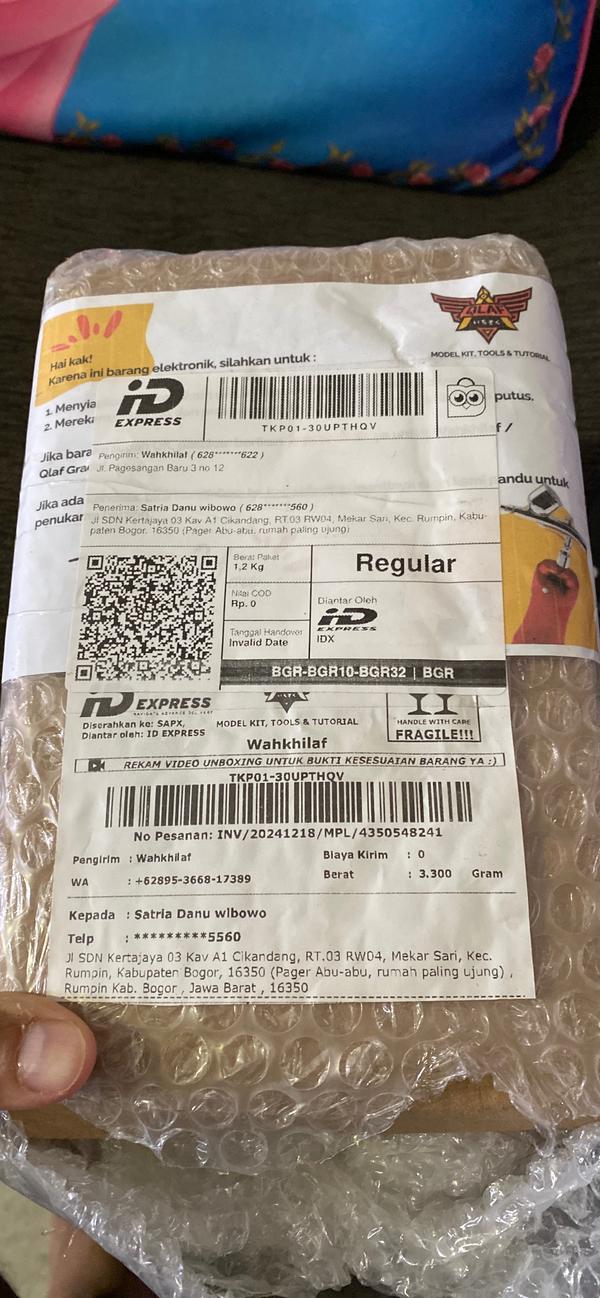 Hai kak!
Karena ini barang elektronik, silahkan untuk :
OLAF
MODEL KIT, TOOLS & TUTORIAL
1. Menyia
2. Mereka
putus.
f /
Jika bara
Olaf Gra
andu untuk
Jika ada
penukar
ID
EXPRESS
TKP01-30UPTHQV
Pengirim: Wahkhilaf ( 628*******622 )
Jl. Pagesangan Baru 3 no 12
Penerima: Satria Danu wibowo ( 628*******560 )
Jl SDN Kertajaya 03 Kav A1 Cikandang, RT.03 RW04, Mekar Sari, Kec. Rumpin, Kabu-
paten Bogor, 16350 (Pager Abu-abu, rumah paling ujung)
Berat Paket
1,2 Kg
Regular
Nilai COD
Rp. 0
Diantar Oleh
ID
EXPRESS
IDX
Tanggal Handover
Invalid Date
BGR-BGR10-BGR32 | BGR
ID EXPRESS
Diserahkan ke: SAPX,
Diantar oleh: ID EXPRESS
MODEL KIT, TOOLS & TUTORIAL
HANDLE WITH CARE
FRAGILE!!!
Wahkhilaf
REKAM VIDEO UNBOXING UNTUK BUKTI KESESUAIAN BARANG YA :)
TKP01-30UPTHQV
No Pesanan: INV/20241218/MPL/4350548241
Pengirim : Wahkhilaf
Biaya Kirim : 0
WA : +62895-3668-17389
Berat : 3.300 Gram
Kepada : Satria Danu wibowo
Telp : *********5560
Jl SDN Kertajaya 03 Kav A1 Cikandang, RT.03 RW04, Mekar Sari, Kec.
Rumpin, Kabupaten Bogor, 16350 (Pager Abu-abu, rumah paling ujung) ,
Rumpin Kab. Bogor , Jawa Barat , 16350